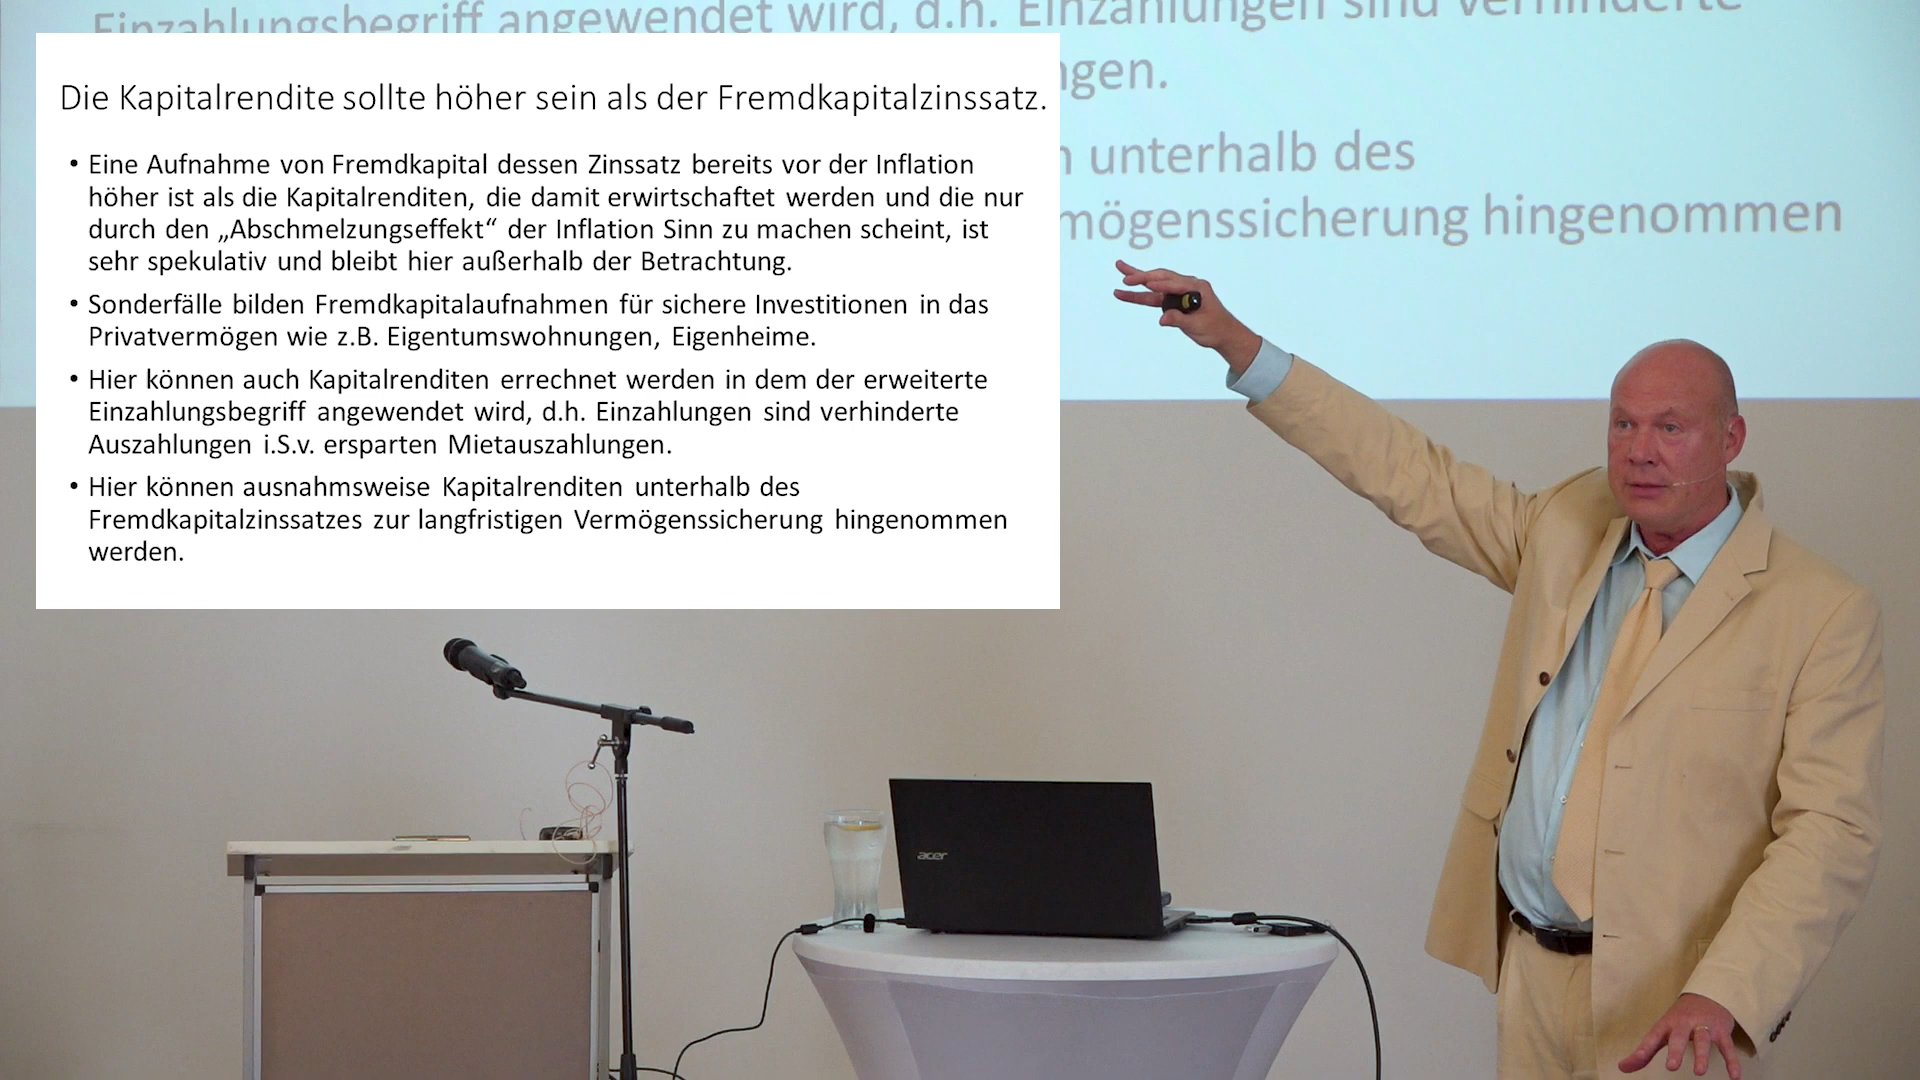 Einzahlungsbegriff angewendet wird, d.h. Einzahlungen sind verhinderte
ngen.
unterhalb des
mögenssicherung hingenommen
Die Kapitalrendite sollte höher sein als der Fremdkapitalzinssatz.
• Eine Aufnahme von Fremdkapital dessen Zinssatz bereits vor der Inflation
höher ist als die Kapitalrenditen, die damit erwirtschaftet werden und die nur
durch den „Abschmelzungseffekt“ der Inflation Sinn zu machen scheint, ist
sehr spekulativ und bleibt hier außerhalb der Betrachtung.
• Sonderfälle bilden Fremdkapitalaufnahmen für sichere Investitionen in das
Privatvermögen wie z.B. Eigentumswohnungen, Eigenheime.
• Hier können auch Kapitalrenditen errechnet werden in dem der erweiterte
Einzahlungsbegriff angewendet wird, d.h. Einzahlungen sind verhinderte
Auszahlungen i.S.v. ersparten Mietauszahlungen.
• Hier können ausnahmsweise Kapitalrenditen unterhalb des
Fremdkapitalzinssatzes zur langfristigen Vermögenssicherung hingenommen
werden.
acer